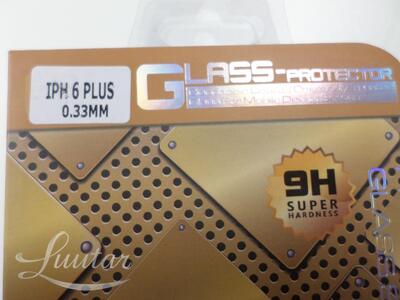 IPH 6 PLUS
0.33MM
GLASS-PROTECTOR
9H
SUPER
HARDNESS
GLASS
Luutar